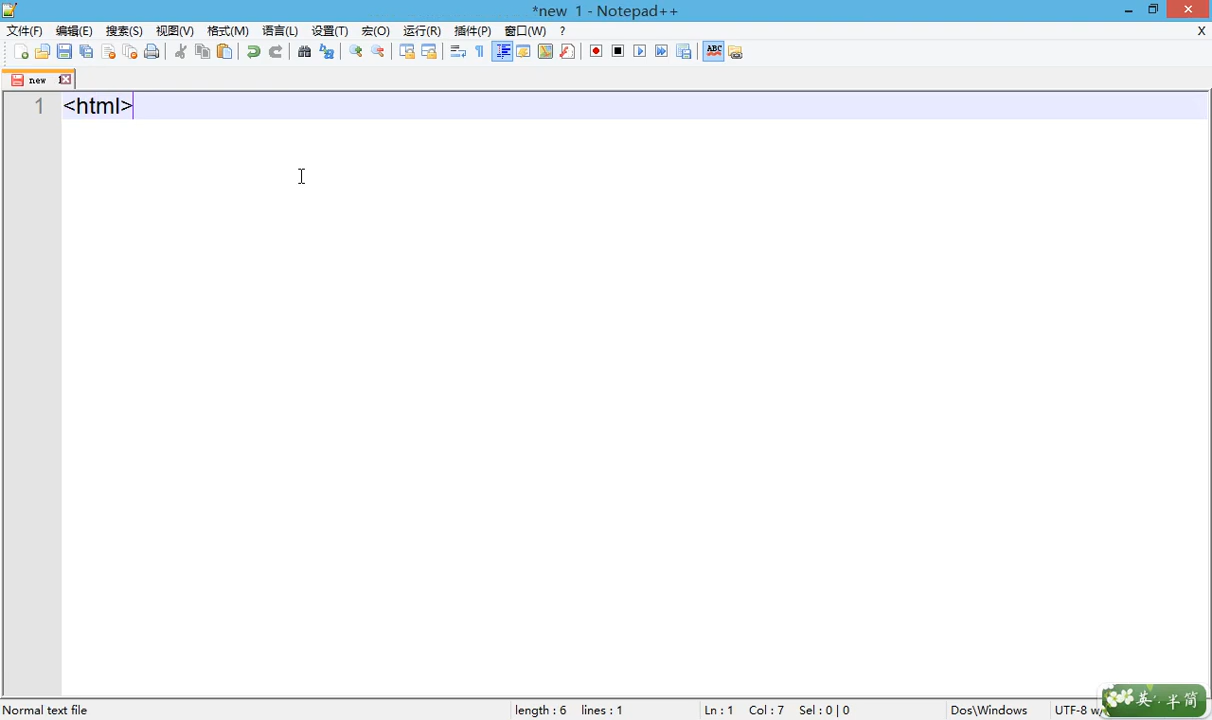 *new 1 - Notepad++
文件(F) 编辑(E) 搜索(S) 视图(V) 格式(M) 语言(L) 设置(T) 宏(O) 运行(R) 插件(P) 窗口(W) ? X
ABC
new 1
1 <html>
Normal text file length : 6 lines : 1 Ln : 1 Col : 7 Sel : 0 | 0 Dos\Windows UTF-8 w/
英 · 半 简